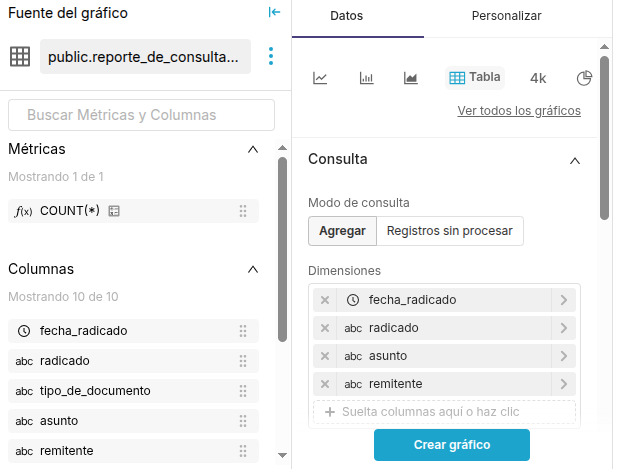 Fuente del gráfico
public.reporte_de_consulta...
Buscar Métricas y Columnas
Métricas
Mostrando 1 de 1
f(x) COUNT(*)
Columnas
Mostrando 10 de 10
fecha_radicado
abc radicado
abc tipo_de_documento
abc asunto
abc remitente
Datos
Personalizar
Tabla
4k
Ver todos los gráficos
Consulta
Modo de consulta
Agregar
Registros sin procesar
Dimensiones
fecha_radicado
abc radicado
abc asunto
abc remitente
Suelta columnas aquí o haz clic
Crear gráfico